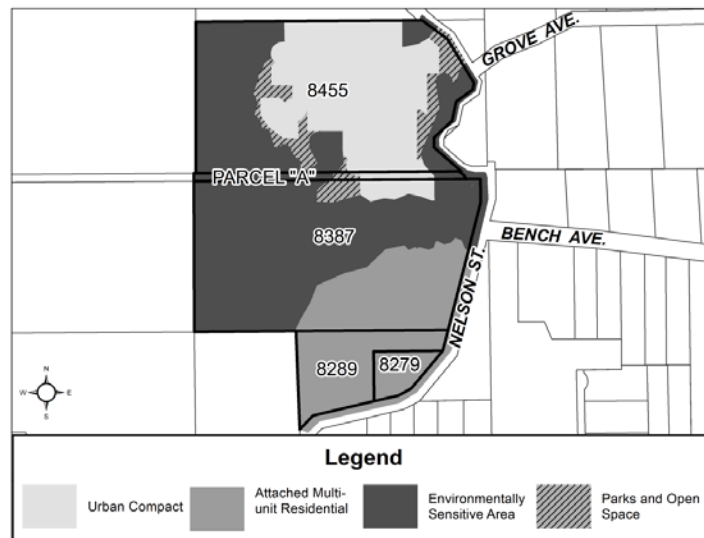 GROVE AVE.
8455
PARCEL "A"
8387
BENCH AVE.
NELSON ST.
8289
8279
N
W
E
S
Legend
Urban Compact
Attached Multi-
unit Residential
Environmentally
Sensitive Area
Parks and Open
Space